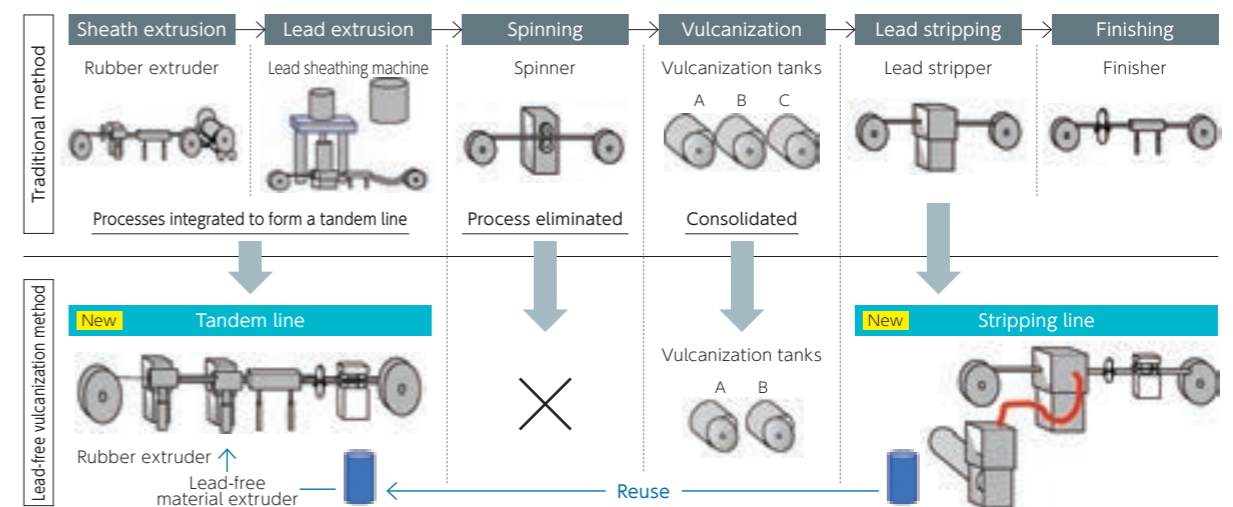 Traditional method
Sheath extrusion
Lead extrusion
Spinning
Vulcanization
Lead stripping
Finishing
Rubber extruder
Lead sheathing machine
Spinner
Vulcanization tanks
Lead stripper
Finisher
A B C
Processes integrated to form a tandem line
Process eliminated
Consolidated
Lead-free vulcanization method
New Tandem line
New Stripping line
Vulcanization tanks
A B
Rubber extruder
Lead-free
material extruder
Reuse